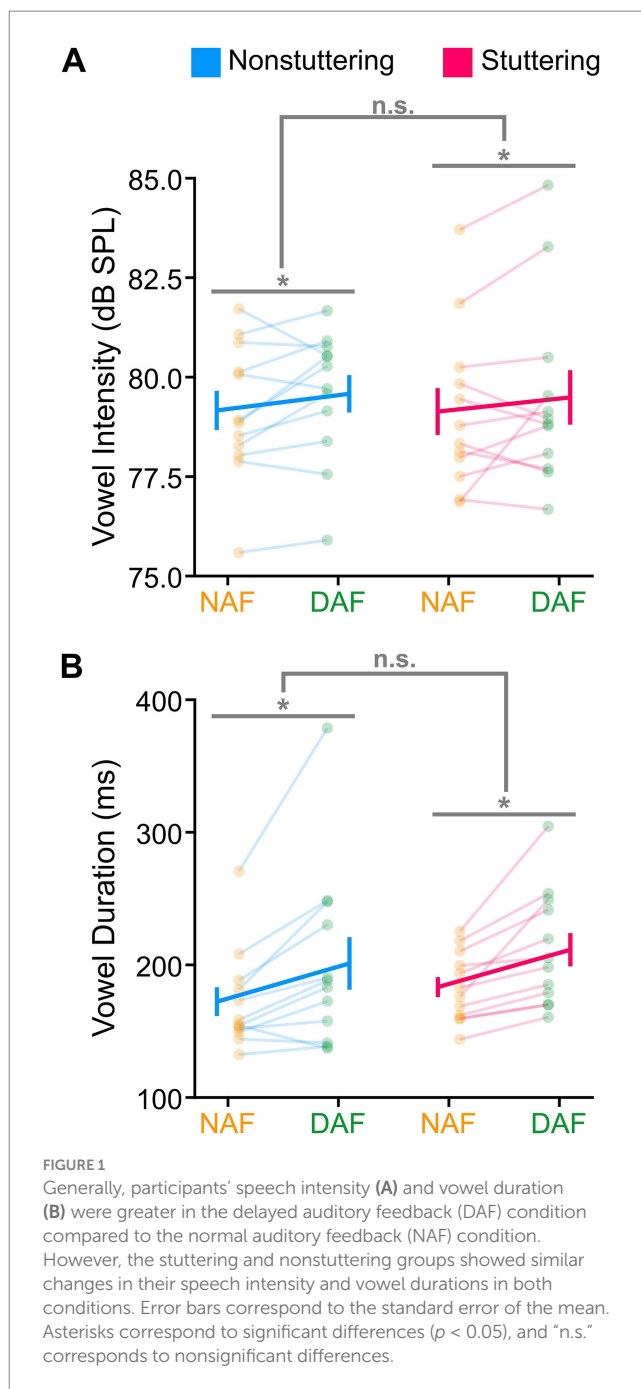 A
Nonstuttering Stuttering
n.s.
*
*
Vowel Intensity (dB SPL)
85.0
82.5
80.0
77.5
75.0
NAF DAF NAF DAF
B
n.s.
*
*
Vowel Duration (ms)
400
300
200
100
NAF DAF NAF DAF
FIGURE 1
Generally, participants’ speech intensity (A) and vowel duration
(B) were greater in the delayed auditory feedback (DAF) condition
compared to the normal auditory feedback (NAF) condition.
However, the stuttering and nonstuttering groups showed similar
changes in their speech intensity and vowel durations in both
conditions. Error bars correspond to the standard error of the mean.
Asterisks correspond to significant differences (p < 0.05), and “n.s.”
corresponds to nonsignificant differences.